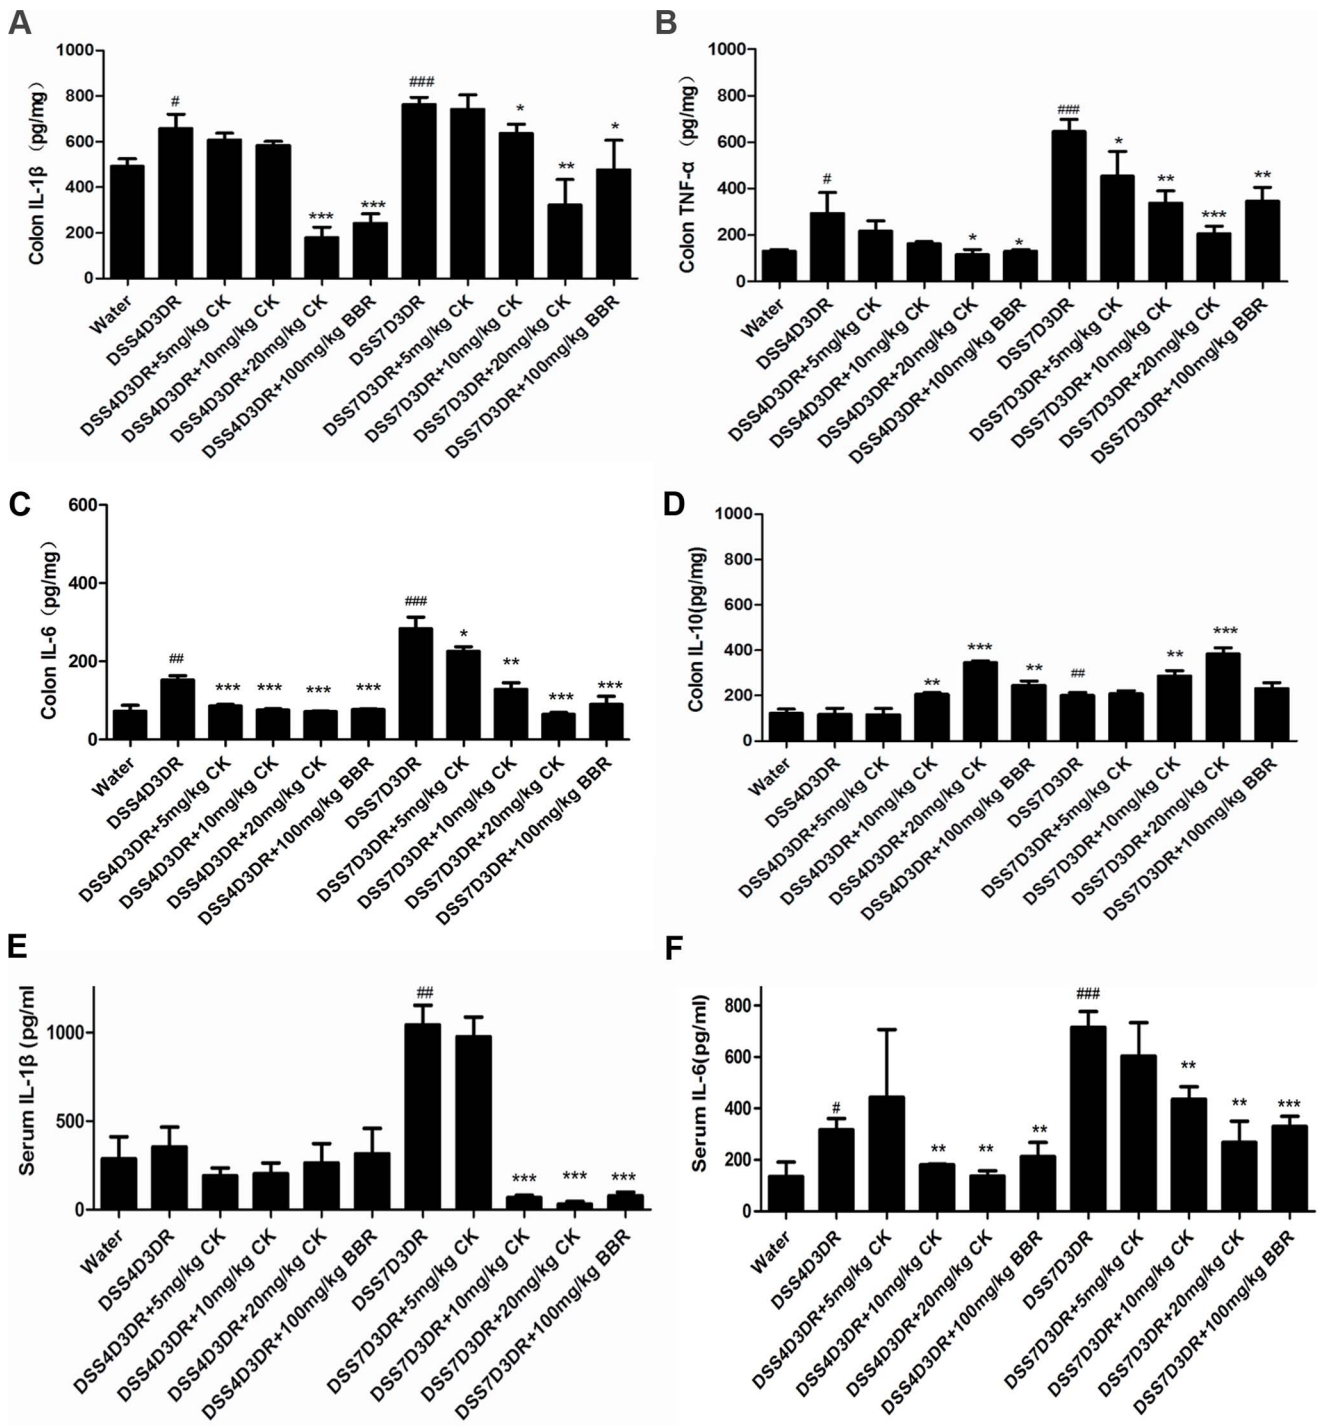 A
Colon IL-1β (pg/mg)
1000
800
600
400
200
0
#
***
***
###
*
**
*
Water
DSS4D3DR
DSS4D3DR+5mg/kg CK
DSS4D3DR+10mg/kg CK
DSS4D3DR+20mg/kg CK
DSS4D3DR+100mg/kg BBR
DSS7D3DR
DSS7D3DR+5mg/kg CK
DSS7D3DR+10mg/kg CK
DSS7D3DR+20mg/kg CK
DSS7D3DR+100mg/kg BBR
B
Colon TNF-α (pg/mg)
1000
800
600
400
200
0
#
*
*
###
*
**
***
**
Water
DSS4D3DR
DSS4D3DR+5mg/kg CK
DSS4D3DR+10mg/kg CK
DSS4D3DR+20mg/kg CK
DSS4D3DR+100mg/kg BBR
DSS7D3DR
DSS7D3DR+5mg/kg CK
DSS7D3DR+10mg/kg CK
DSS7D3DR+20mg/kg CK
DSS7D3DR+100mg/kg BBR
C
Colon IL-6 (pg/mg)
600
400
200
0
##
***
***
***
***
###
*
**
***
***
Water
DSS4D3DR
DSS4D3DR+5mg/kg CK
DSS4D3DR+10mg/kg CK
DSS4D3DR+20mg/kg CK
DSS4D3DR+100mg/kg BBR
DSS7D3DR
DSS7D3DR+5mg/kg CK
DSS7D3DR+10mg/kg CK
DSS7D3DR+20mg/kg CK
DSS7D3DR+100mg/kg BBR
D
Colon IL-10(pg/mg)
1000
800
600
400
200
0
**
***
**
##
**
***
Water
DSS4D3DR
DSS4D3DR+5mg/kg CK
DSS4D3DR+10mg/kg CK
DSS4D3DR+20mg/kg CK
DSS4D3DR+100mg/kg BBR
DSS7D3DR
DSS7D3DR+5mg/kg CK
DSS7D3DR+10mg/kg CK
DSS7D3DR+20mg/kg CK
DSS7D3DR+100mg/kg BBR
E
Serum IL-1β (pg/ml
1000
500
0
##
***
***
***
Water
DSS4D3DR
DSS4D3DR+5mg/kg CK
DSS4D3DR+10mg/kg CK
DSS4D3DR+20mg/kg CK
DSS4D3DR+100mg/kg BBR
DSS7D3DR
DSS7D3DR+5mg/kg CK
DSS7D3DR+10mg/kg CK
DSS7D3DR+20mg/kg CK
DSS7D3DR+100mg/kg BBR
F
Serum IL-6(pg/ml)
800
600
400
200
0
#
**
**
**
###
**
**
***
Water
DSS4D3DR
DSS4D3DR+5mg/kg CK
DSS4D3DR+10mg/kg CK
DSS4D3DR+20mg/kg CK
DSS4D3DR+100mg/kg BBR
DSS7D3DR
DSS7D3DR+5mg/kg CK
DSS7D3DR+10mg/kg CK
DSS7D3DR+20mg/kg CK
DSS7D3DR+100mg/kg BBR